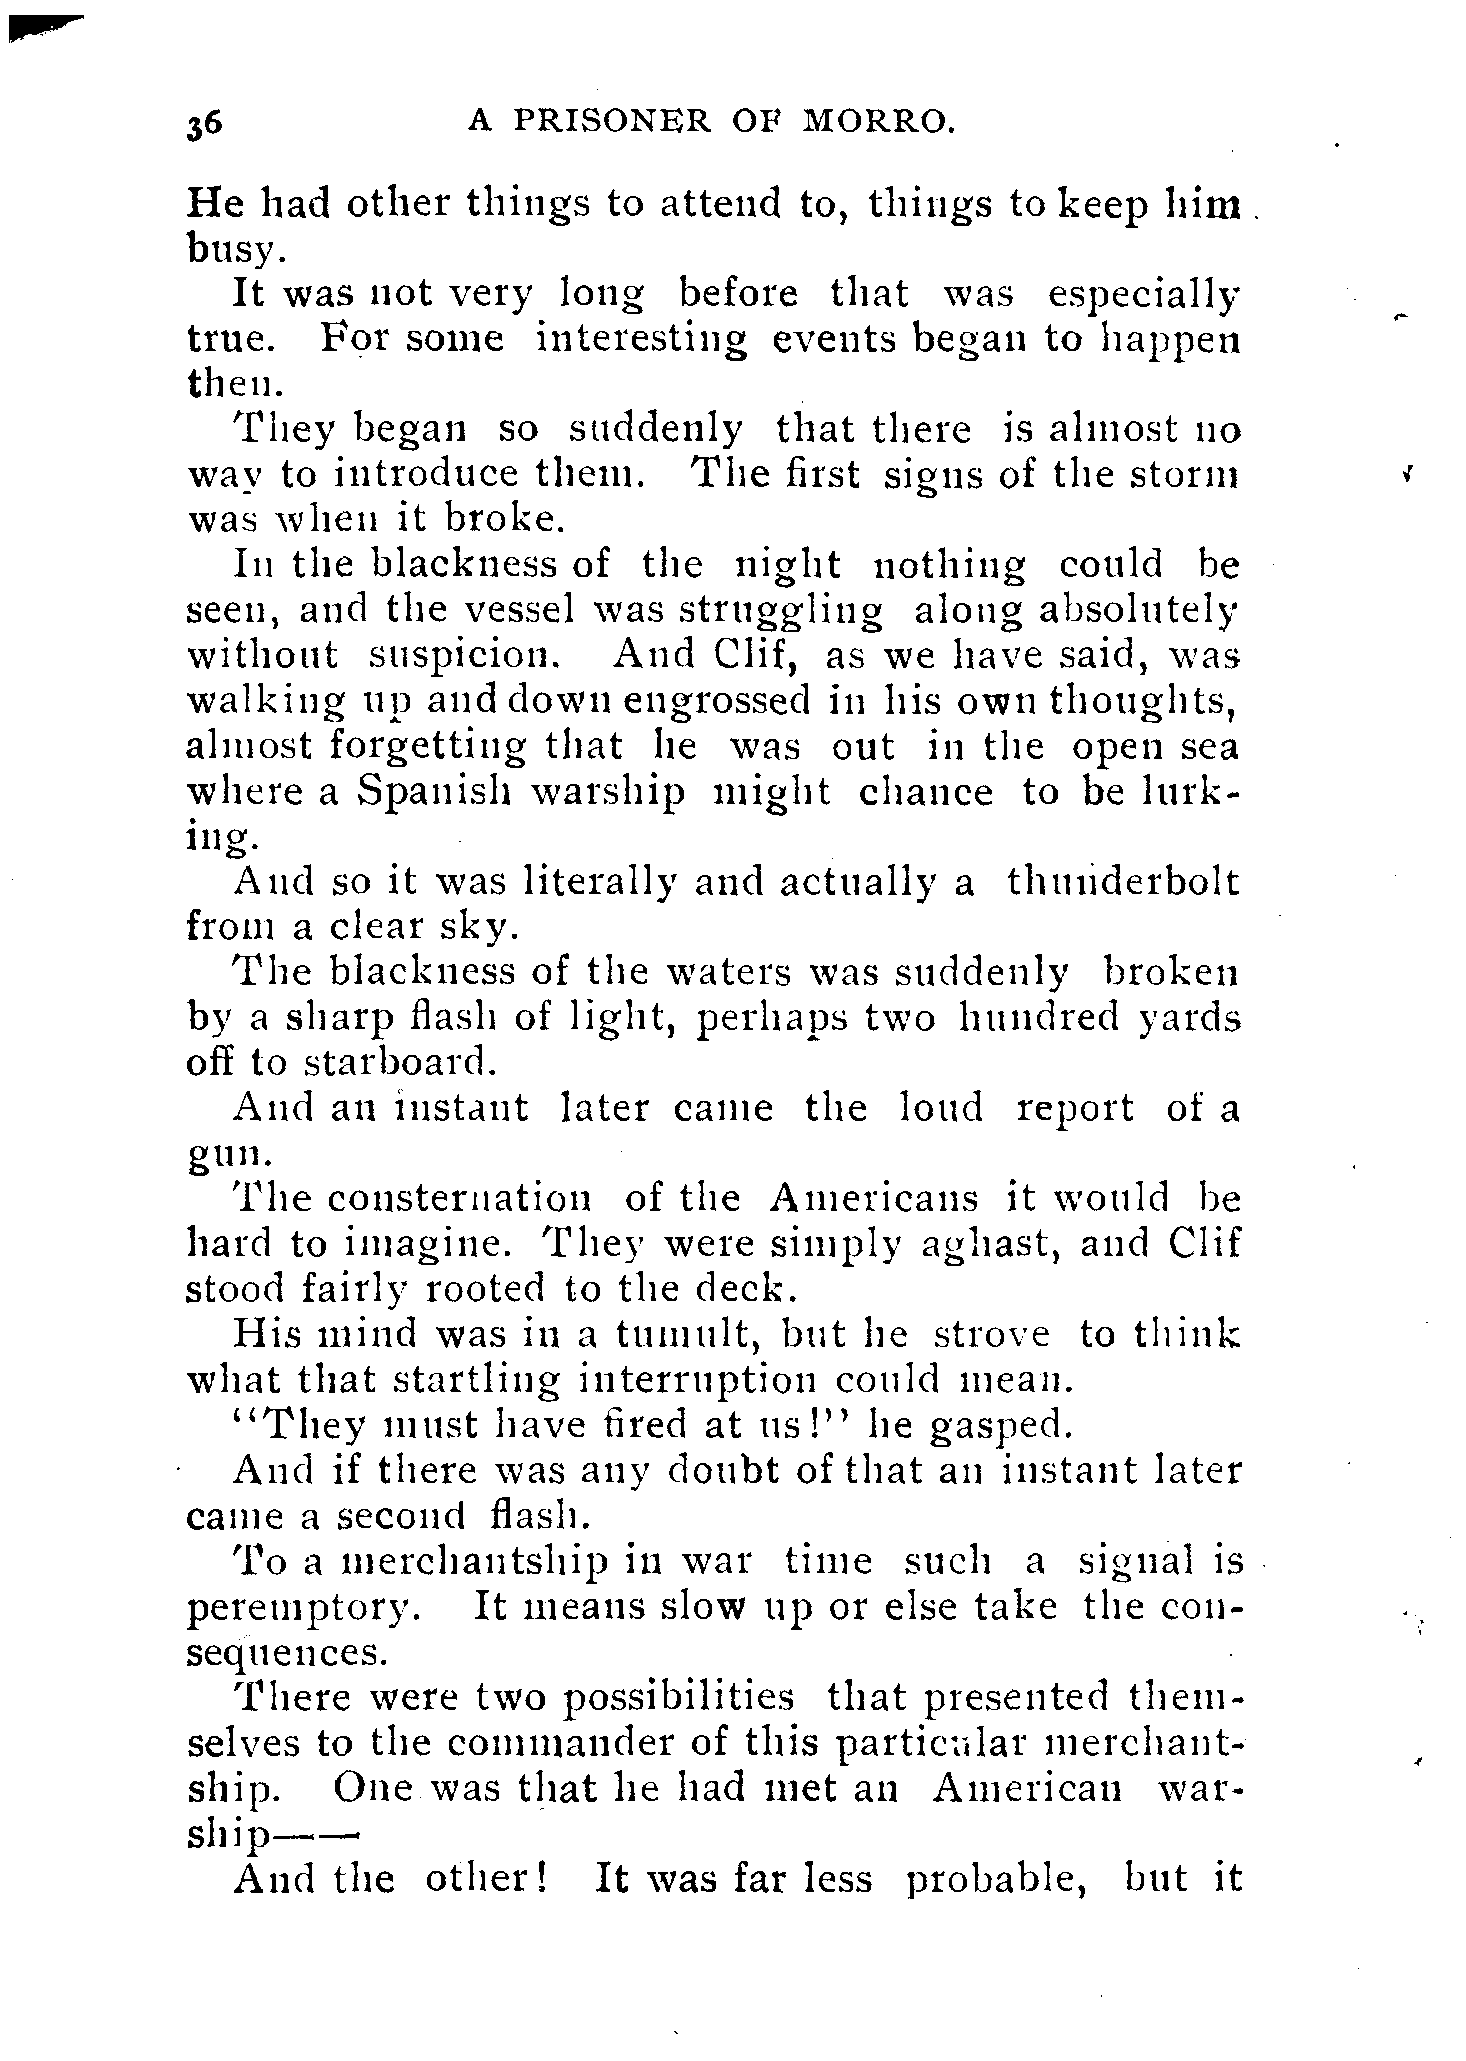 36 A PRISONER OF MORRO.
He had other things to attend to, things to keep him
busy.
It was not very long before that was especially
true. For some interesting events began to happen
then.
They began so suddenly that there is almost no
way to introduce them. The first signs of the storm
was when it broke.
In the blackness of the night nothing could be
seen, and the vessel was struggling along absolutely
without suspicion. And Clif, as we have said, was
walking up and down engrossed in his own thoughts,
almost forgetting that he was out in the open sea
where a Spanish warship might chance to be lurk-
ing.
And so it was literally and actually a thunderbolt
from a clear sky.
The blackness of the waters was suddenly broken
by a sharp flash of light, perhaps two hundred yards
off to starboard.
And an instant later came the loud report of a
gun.
The consternation of the Americans it would be
hard to imagine. They were simply aghast, and Clif
stood fairly rooted to the deck.
His mind was in a tumult, but he strove to think
what that startling interruption could mean.
"They must have fired at us!" he gasped.
And if there was any doubt of that an instant later
came a second flash.
To a merchantship in war time such a signal is
peremptory. It means slow up or else take the con-
sequences.
There were two possibilities that presented them-
selves to the commander of this particular merchant-
ship. One was that he had met an American war-
ship——
And the other! It was far less probable, but it